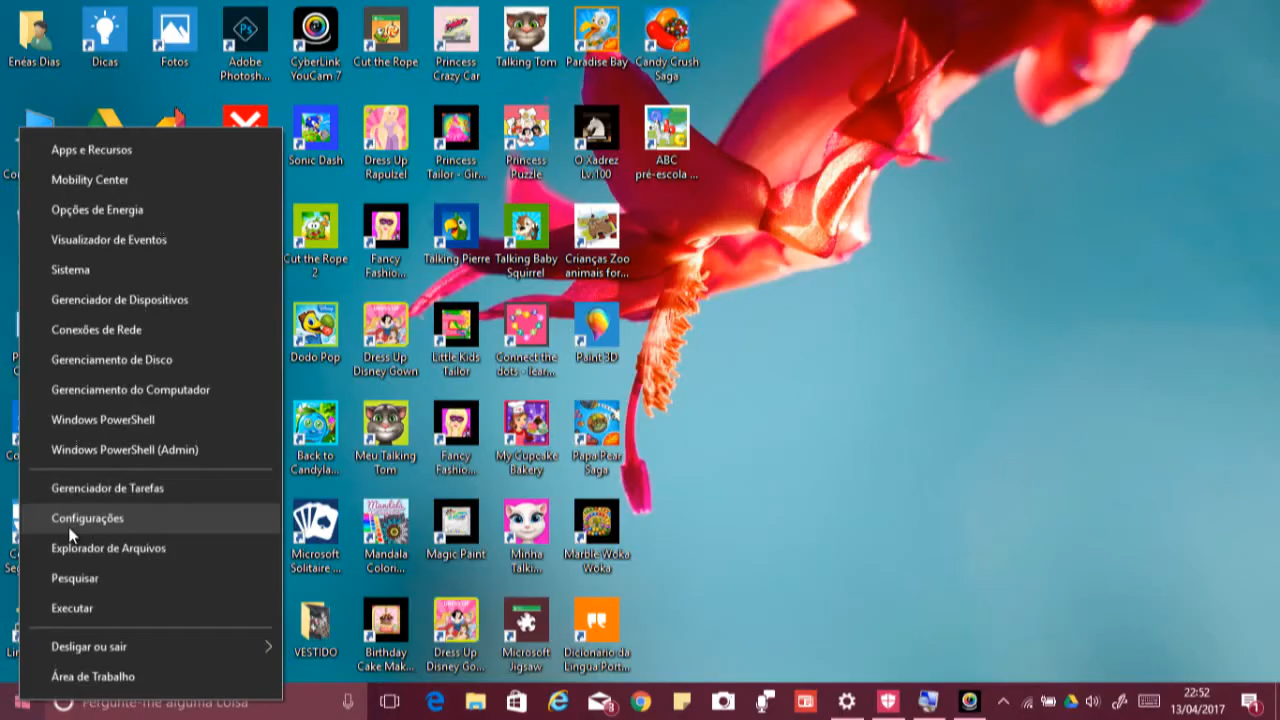 Enéas Dias
Dicas
Fotos
Adobe
Photosh...
CyberLink
YouCam 7
Cut the Rope
Princess
Crazy Car
Talking Tom
Paradise Bay
Candy Crush
Saga
Sonic Dash
Dress Up
Rapulzel
Princess
Tailor - Gir...
Princess
Puzzle
O Xadrez
Lv.100
ABC
pré-escola ...
Cut the Rope
2
Fancy
Fashio...
Talking Pierre
Talking Baby
Squirrel
Crianças Zoo
animais for...
Dodo Pop
Dress Up
Disney Gown
Little Kids
Tailor
Connect the
dots - lear...
Paint 3D
Back to
Candyla...
Meu Talking
Tom
Fancy
Fashio...
My Cupcake
Bakery
Papa Pear
Saga
Microsoft
Solitaire ...
Mandala
Colori...
Magic Paint
Minha
Talki...
Marble Woka
Woka
VESTIDO
Birthday
Cake Mak...
Dress Up
Disney Go...
Microsoft
Jigsaw
Dicionário da
Língua Port...
Apps e Recursos
Mobility Center
Opções de Energia
Visualizador de Eventos
Sistema
Gerenciador de Dispositivos
Conexões de Rede
Gerenciamento de Disco
Gerenciamento do Computador
Windows PowerShell
Windows PowerShell (Admin)
Gerenciador de Tarefas
Configurações
Explorador de Arquivos
Pesquisar
Executar
Desligar ou sair
Área de Trabalho
Pergunte-me alguma coisa
22:52
13/04/2017